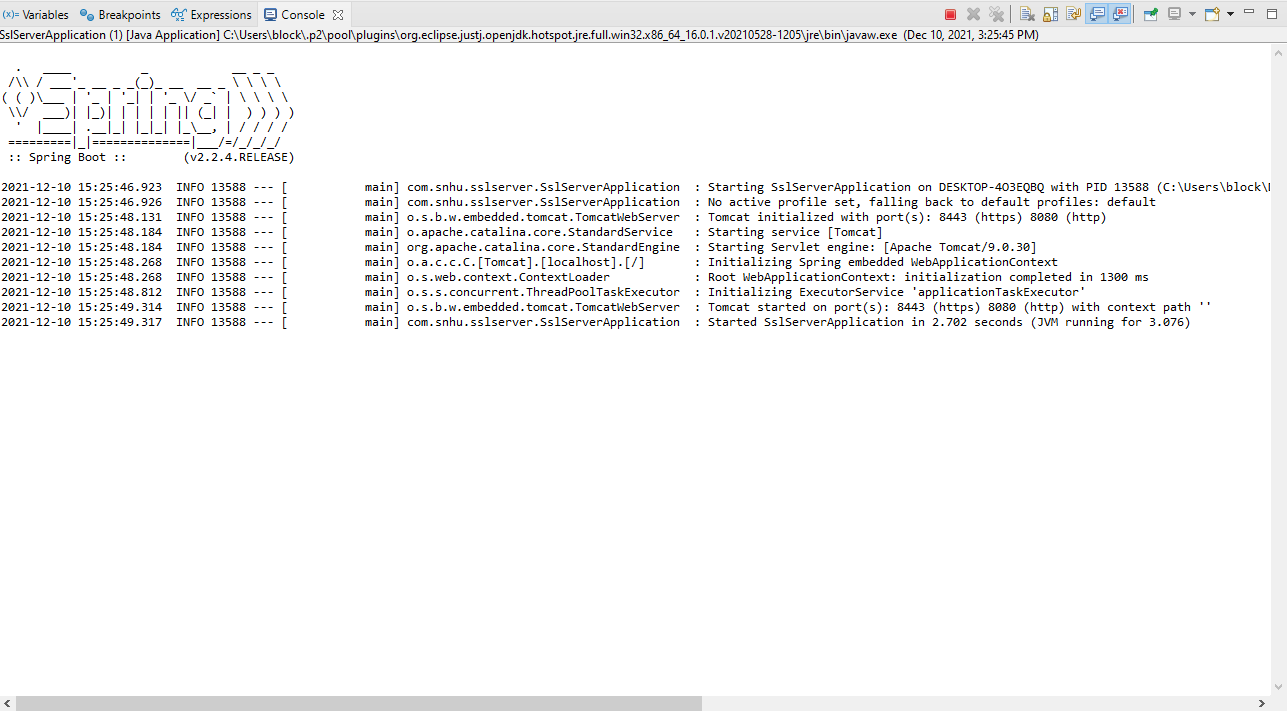 (x)= Variables Breakpoints Expressions Console
SslServerApplication (1) [Java Application] C:\Users\block\.p2\pool\plugins\org.eclipse.justj.openjdk.hotspot.jre.full.win32.x86_64_16.0.1.v20210528-1205\jre\bin\javaw.exe (Dec 10, 2021, 3:25:45 PM)
  .   ____          _            __ _ _
 /\\ / ___'_ __ _ _(_)_ __  __ _ \ \ \ \
( ( )\___ | '_ | '_| | '_ \/ _` | \ \ \ \
 \\/  ___)| |_)| | | | | || (_| |  ) ) ) )
  '  |____| .__|_| |_|_| |_\__, | / / / /
 =========|_|==============|___/=/_/_/_/
 :: Spring Boot ::        (v2.2.4.RELEASE)
2021-12-10 15:25:46.923  INFO 13588 --- [           main] com.snhu.sslserver.SslServerApplication  : Starting SslServerApplication on DESKTOP-4O3EQBQ with PID 13588 (C:\Users\block\
2021-12-10 15:25:46.926  INFO 13588 --- [           main] com.snhu.sslserver.SslServerApplication  : No active profile set, falling back to default profiles: default
2021-12-10 15:25:48.131  INFO 13588 --- [           main] o.s.b.w.embedded.tomcat.TomcatWebServer  : Tomcat initialized with port(s): 8443 (https) 8080 (http)
2021-12-10 15:25:48.184  INFO 13588 --- [           main] o.apache.catalina.core.StandardService   : Starting service [Tomcat]
2021-12-10 15:25:48.184  INFO 13588 --- [           main] org.apache.catalina.core.StandardEngine  : Starting Servlet engine: [Apache Tomcat/9.0.30]
2021-12-10 15:25:48.268  INFO 13588 --- [           main] o.a.c.c.C.[Tomcat].[localhost].[/]       : Initializing Spring embedded WebApplicationContext
2021-12-10 15:25:48.268  INFO 13588 --- [           main] o.s.web.context.ContextLoader            : Root WebApplicationContext: initialization completed in 1300 ms
2021-12-10 15:25:48.812  INFO 13588 --- [           main] o.s.s.concurrent.ThreadPoolTaskExecutor  : Initializing ExecutorService 'applicationTaskExecutor'
2021-12-10 15:25:49.314  INFO 13588 --- [           main] o.s.b.w.embedded.tomcat.TomcatWebServer  : Tomcat started on port(s): 8443 (https) 8080 (http) with context path ''
2021-12-10 15:25:49.317  INFO 13588 --- [           main] com.snhu.sslserver.SslServerApplication  : Started SslServerApplication in 2.702 seconds (JVM running for 3.076)